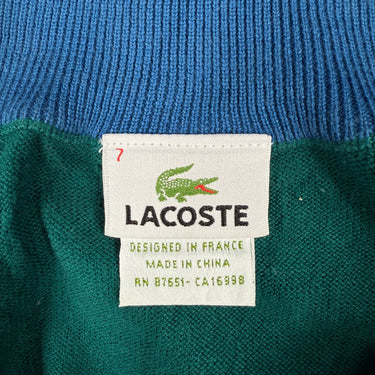 7
LACOSTE
DESIGNED IN FRANCE
MADE IN CHINA
RN 87651- CA16998